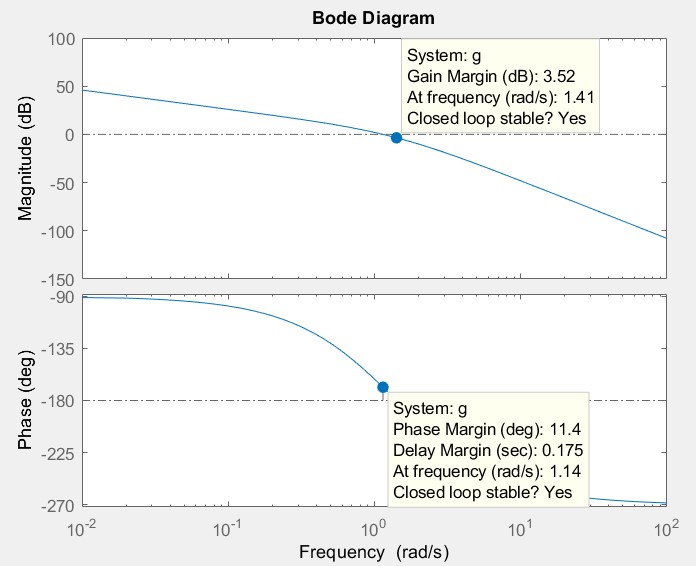 Bode Diagram
System: g
Gain Margin (dB): 3.52
At frequency (rad/s): 1.41
Closed loop stable? Yes
Magnitude (dB)
100
50
0
-50
-100
-150
Phase (deg)
-90
-135
-180
-225
-270
System: g
Phase Margin (deg): 11.4
Delay Margin (sec): 0.175
At frequency (rad/s): 1.14
Closed loop stable? Yes
10^-2 10^-1 10^0 10^1 10^2
Frequency (rad/s)